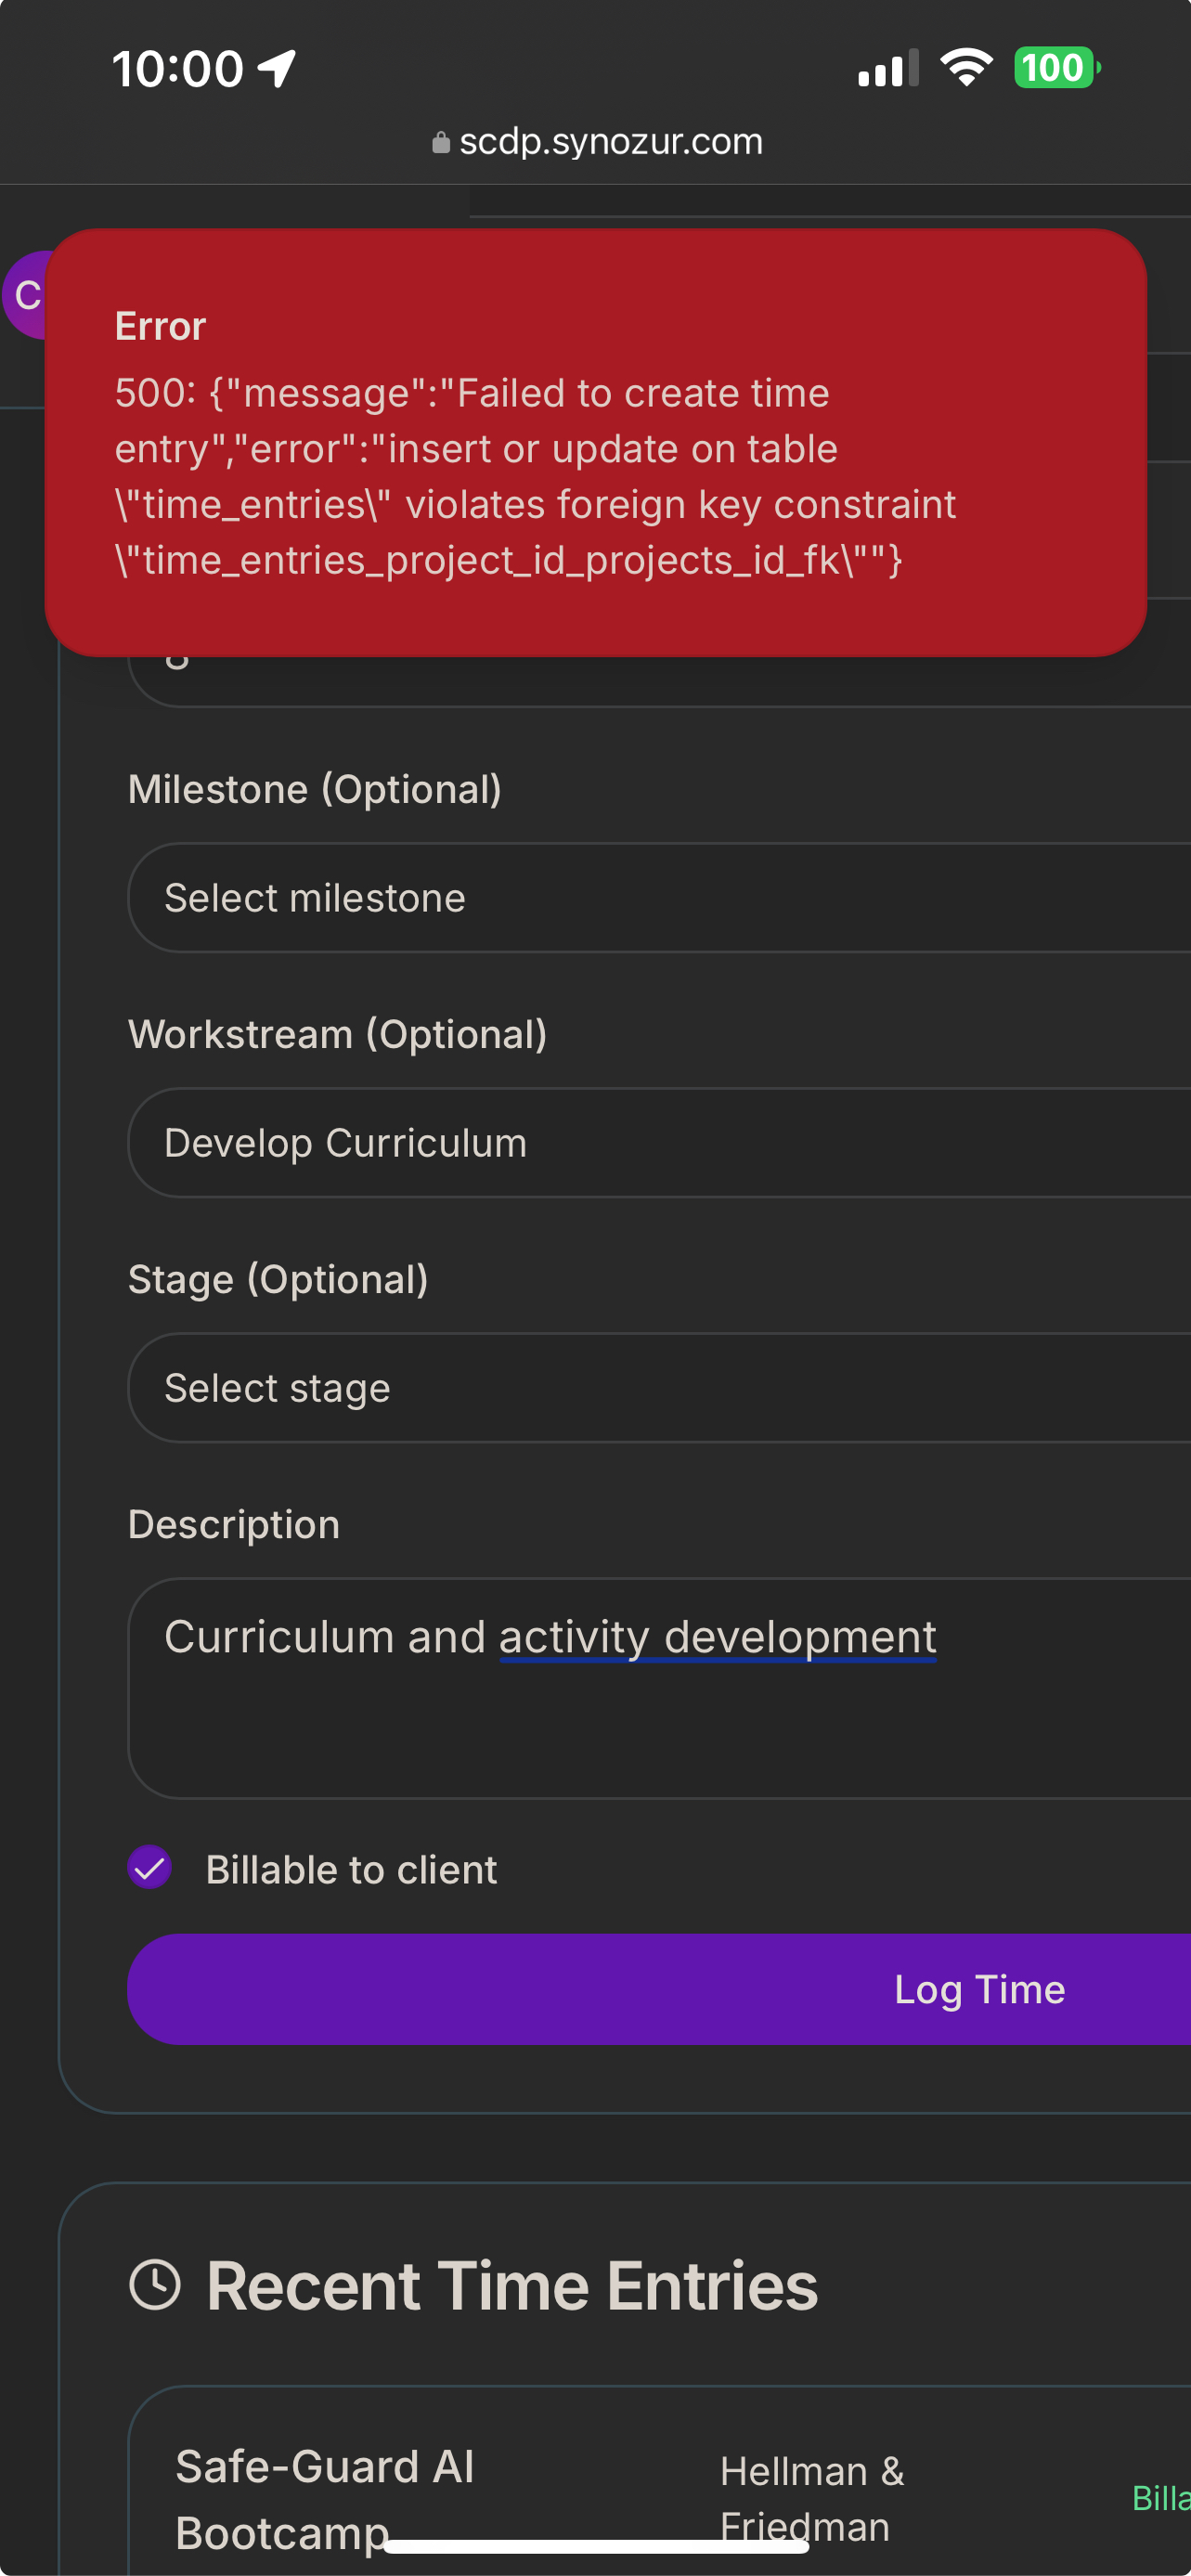 10:00
100
scdp.synozur.com
C
Error
500: {"message":"Failed to create time
entry","error":"insert or update on table
\"time_entries\" violates foreign key constraint
\"time_entries_project_id_projects_id_fk\""}
Milestone (Optional)
Select milestone
Workstream (Optional)
Develop Curriculum
Stage (Optional)
Select stage
Description
Curriculum and activity development
Billable to client
Log Time
Recent Time Entries
Safe-Guard AI
Bootcamp
Hellman &
Friedman
Billa